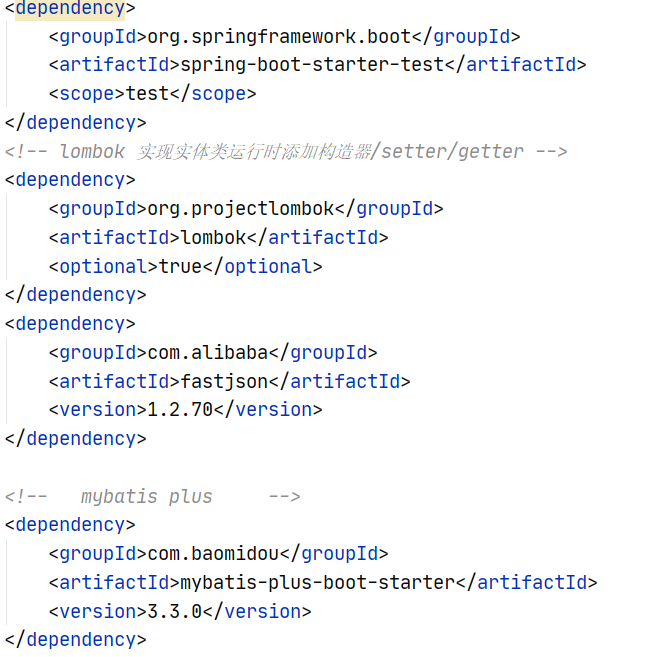 <dependency>
    <groupId>org.springframework.boot</groupId>
    <artifactId>spring-boot-starter-test</artifactId>
    <scope>test</scope>
</dependency>
<!-- lombok 实现实体类运行时添加构造器/setter/getter -->
<dependency>
    <groupId>org.projectlombok</groupId>
    <artifactId>lombok</artifactId>
    <optional>true</optional>
</dependency>
<dependency>
    <groupId>com.alibaba</groupId>
    <artifactId>fastjson</artifactId>
    <version>1.2.70</version>
</dependency>

<!--   mybatis plus     -->
<dependency>
    <groupId>com.baomidou</groupId>
    <artifactId>mybatis-plus-boot-starter</artifactId>
    <version>3.3.0</version>
</dependency>